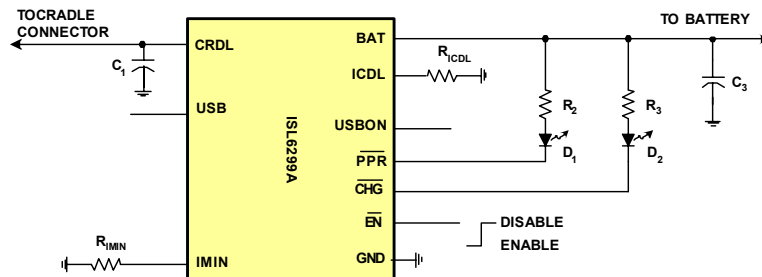 TOCRADLE
CONNECTOR
TO BATTERY
CRDL
BAT
C1
RICDL
ICDL
USB
R2
R3
C3
USBON
ISL6299A
D1
D2
PPR
CHG
EN
DISABLE
ENABLE
RIMIN
IMIN
GND